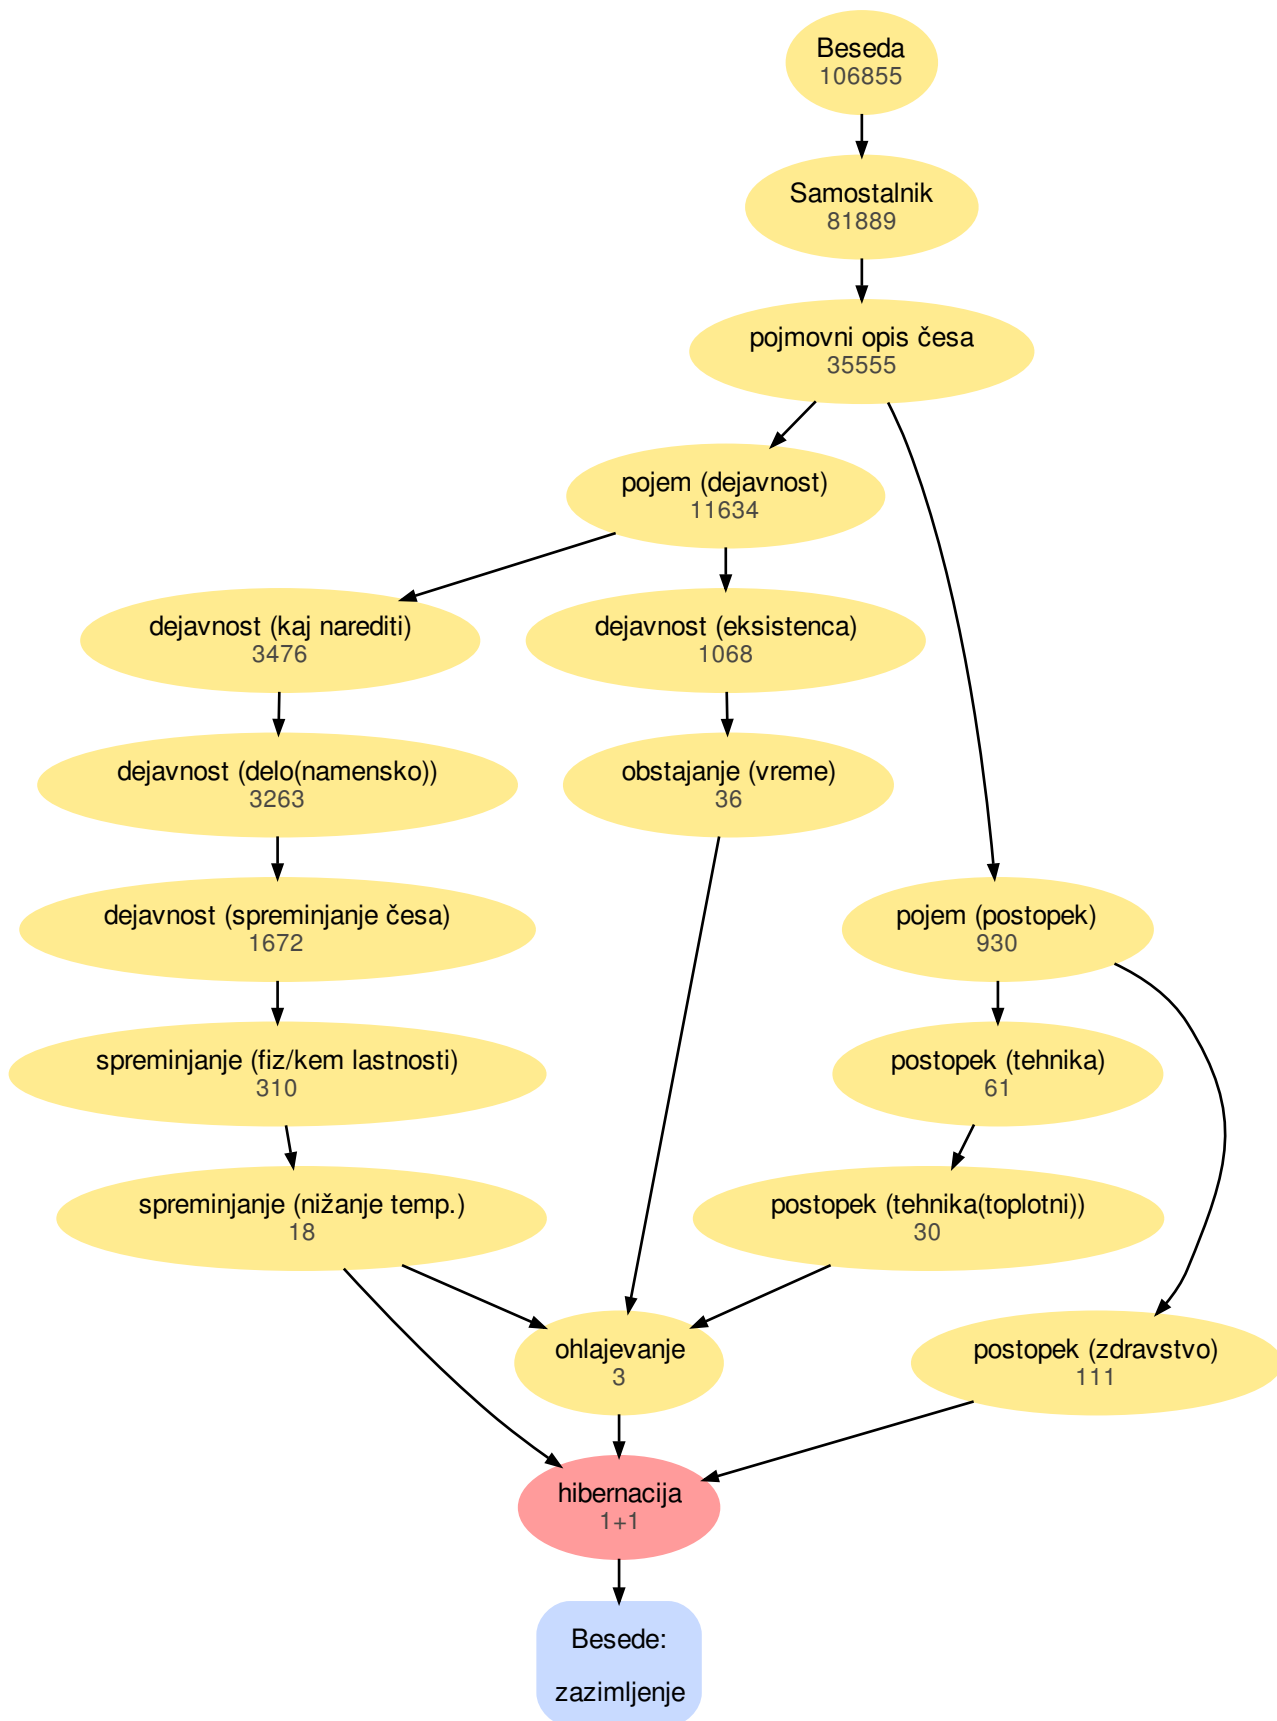 Beseda
106855
Samostalnik
81889
pojmovni opis česa
35555
pojem (dejavnost)
11634
dejavnost (kaj narediti)
3476
dejavnost (eksistenca)
1068
dejavnost (delo(namensko))
3263
obstajanje (vreme)
36
dejavnost (spreminjanje česa)
1672
pojem (postopek)
930
spreminjanje (fiz/kem lastnosti)
310
postopek (tehnika)
61
spreminjanje (nižanje temp.)
18
postopek (tehnika(toplotni))
30
ohlajevanje
3
postopek (zdravstvo)
111
hibernacija
1+1
Besede:
zazimljenje